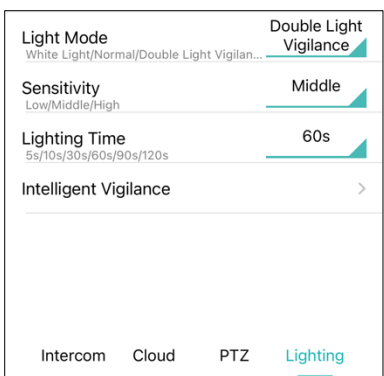 Light Mode
Double Light
Vigilance
White Light/Normal/Double Light Vigilan...
Sensitivity
Middle
Low/Middle/High
Lighting Time
60s
5s/10s/30s/60s/90s/120s
Intelligent Vigilance
Intercom Cloud PTZ Lighting